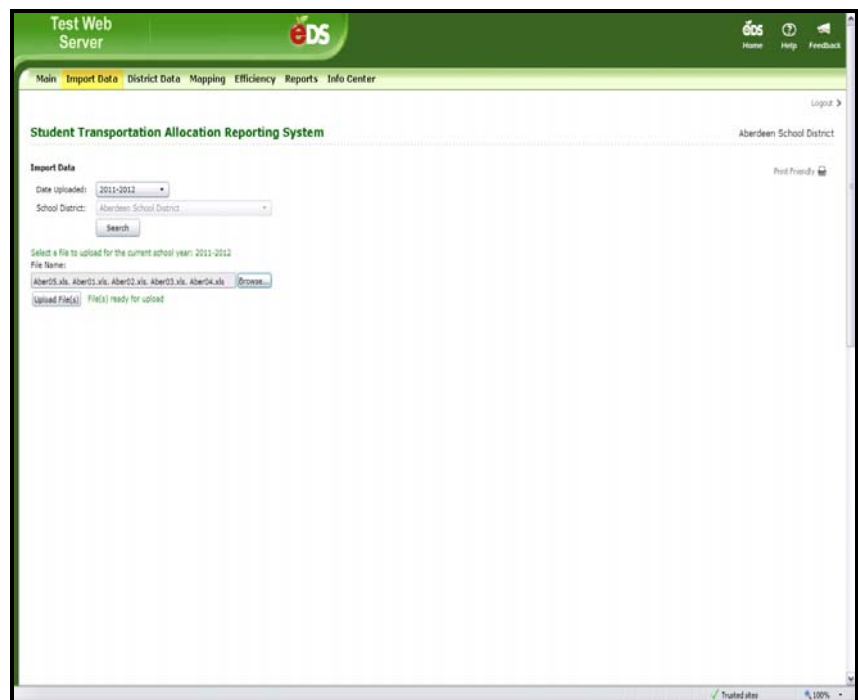 Test Web
Server
eDS
eDS
Home Help Feedback
Main Import Data District Data Mapping Efficiency Reports Info Center
Logout
Student Transportation Allocation Reporting System
Aberdeen School District
Import Data
Print Friendly
Date Uploaded: 2011-2012
School District: Aberdeen School District
Search
Select a file to upload for the current school year: 2011-2012
File Name:
Aber05.xls, Aber01.xls, Aber02.xls, Aber03.xls, Aber04.xls Browse...
Upload File(s) File(s) ready for upload
Trusted sites 100%